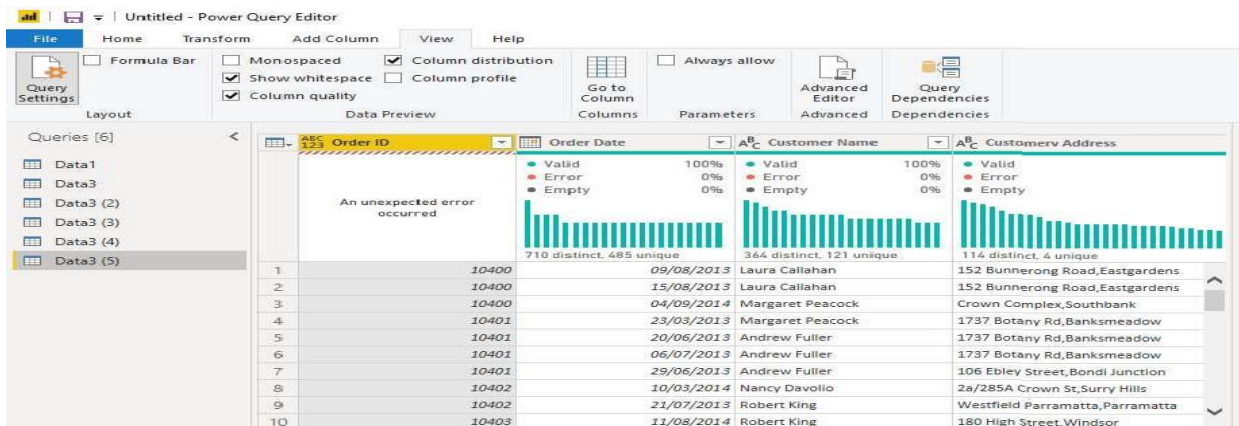 Untitled - Power Query Editor
File Home Transform Add Column View Help
Query Settings
Formula Bar
Layout
Monospaced
Show whitespace
Column quality
Column distribution
Column profile
Data Preview
Go to Column
Columns
Always allow
Parameters
Advanced Editor
Advanced
Query Dependencies
Dependencies
Queries [6]
Data1
Data3
Data3 (2)
Data3 (3)
Data3 (4)
Data3 (5)
ABC 123 Order ID Order Date ABC Customer Name ABC Customerv Address
An unexpected error occurred
Valid 100%
Error 0%
Empty 0%
710 distinct, 485 unique
Valid 100%
Error 0%
Empty 0%
364 distinct, 121 unique
Valid
Error
Empty
114 distinct, 4 unique
1 10400 09/08/2013 Laura Callahan 152 Bunnerong Road,Eastgardens
2 10400 15/08/2013 Laura Callahan 152 Bunnerong Road,Eastgardens
3 10400 04/09/2014 Margaret Peacock Crown Complex,Southbank
4 10401 23/03/2013 Margaret Peacock 1737 Botany Rd,Banksmeadow
5 10401 20/06/2013 Andrew Fuller 1737 Botany Rd,Banksmeadow
6 10401 06/07/2013 Andrew Fuller 1737 Botany Rd,Banksmeadow
7 10401 29/06/2013 Andrew Fuller 106 Ebley Street,Bondi Junction
8 10402 10/03/2014 Nancy Davolio 2a/285A Crown St,Surry Hills
9 10402 21/07/2013 Robert King Westfield Parramatta,Parramatta
10 10403 11/08/2014 Robert King 180 High Street,Windsor